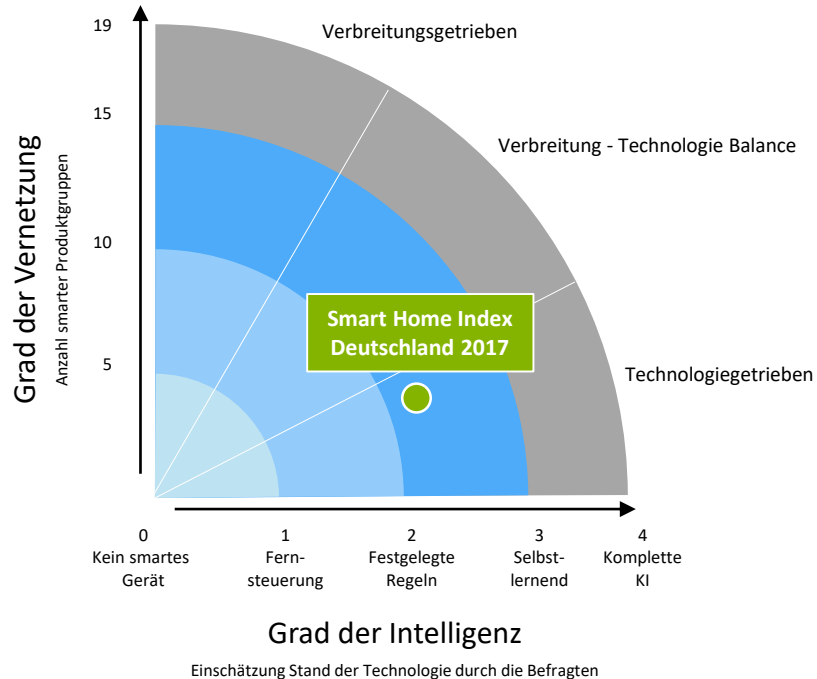 19
15
10
5
Grad der Vernetzung
Anzahl smarter Produktgruppen
Verbreitungsgetrieben
Verbreitung - Technologie Balance
Smart Home Index
Deutschland 2017
Technologiegetrieben
0
Kein smartes
Gerät
1
Fern-
steuerung
2
Festgelegte
Regeln
3
Selbst-
lernend
4
Komplette
KI
Grad der Intelligenz
Einschätzung Stand der Technologie durch die Befragten